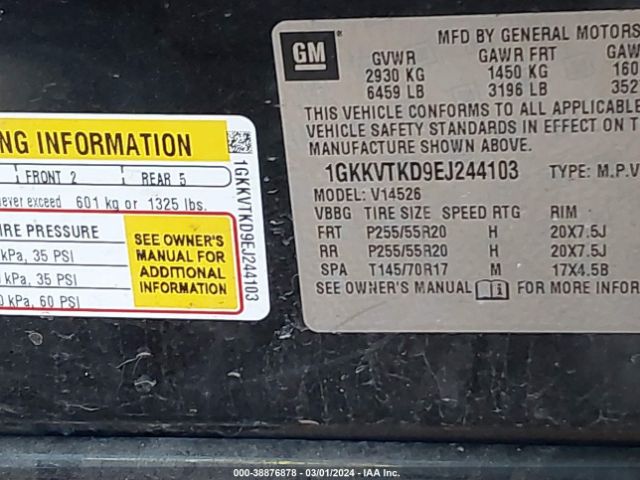 NG INFORMATION
FRONT 2 REAR 5
never exceed 601 kg or 1325 lbs.
IRE PRESSURE
kPa, 35 PSI
kPa, 35 PSI
0 kPa, 60 PSI
SEE OWNER'S
MANUAL FOR
ADDITIONAL
INFORMATION
1GKKVTKD9EJ244103
GM
MFD BY GENERAL MOTORS
GVWR GAWR FRT GAW
2930 KG 1450 KG 160
6459 LB 3196 LB 352
THIS VEHICLE CONFORMS TO ALL APPLICABLE
VEHICLE SAFETY STANDARDS IN EFFECT ON T
MANUFACTURE SHOWN ABOVE.
1GKKVTKD9EJ244103 TYPE: M.P.V
MODEL: V14526
VBBG TIRE SIZE SPEED RTG RIM
FRT P255/55R20 H 20X7.5J
RR P255/55R20 H 20X7.5J
SPA T145/70R17 M 17X4.5B
SEE OWNER'S MANUAL FOR MORE INFOR
000-38876878 — 03/01/2024 — IAA Inc.